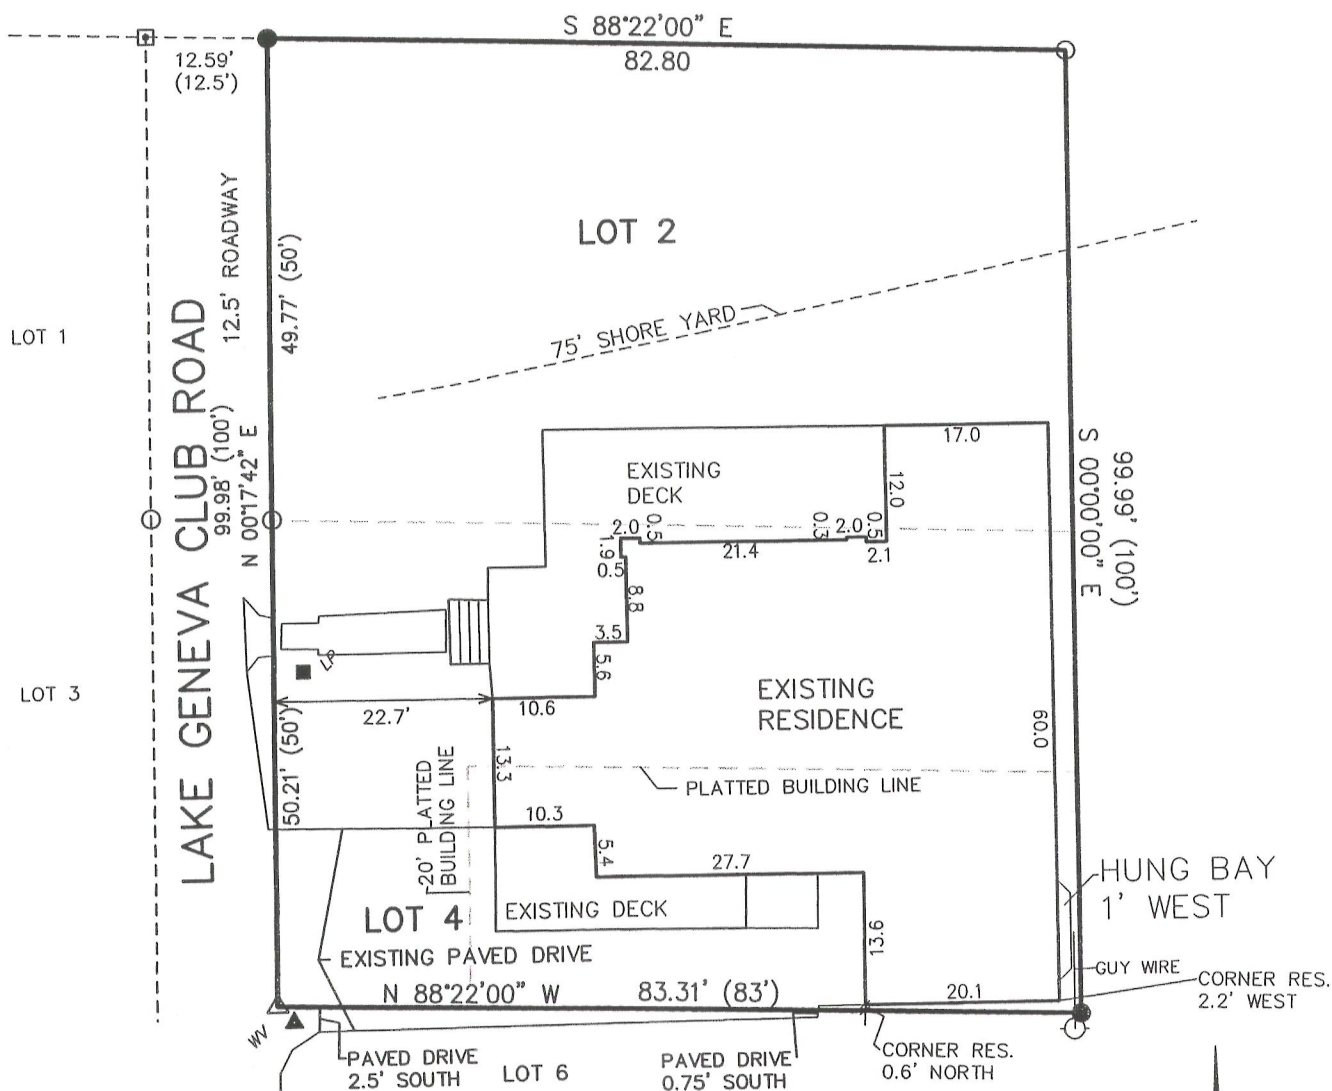 S 88°22'00" E
82.80
12.59'
(12.5')
12.5' ROADWAY
49.77' (50')
LOT 2
75' SHORE YARD
LOT 1
LAKE GENEVA CLUB ROAD
99.98' (100')
N 00°17'42" E
S 00°00'00" E
99.99' (100')
17.0
12.0
EXISTING
DECK
2.0
0.5
0.3
2.0
0.5
2.1
21.4
1.9
0.5
8.8
3.5
5.6
LP
10.6
22.7'
LOT 3
EXISTING
RESIDENCE
60.0
13.3
50.21' (50')
20' PLATTED
BUILDING LINE
PLATTED BUILDING LINE
10.3
5.4
27.7
HUNG BAY
1' WEST
EXISTING DECK
LOT 4
13.6
EXISTING PAVED DRIVE
GUY WIRE
CORNER RES.
2.2' WEST
N 88°22'00" W
83.31' (83')
20.1
WV
PAVED DRIVE
2.5' SOUTH
LOT 6
PAVED DRIVE
0.75' SOUTH
CORNER RES.
0.6' NORTH